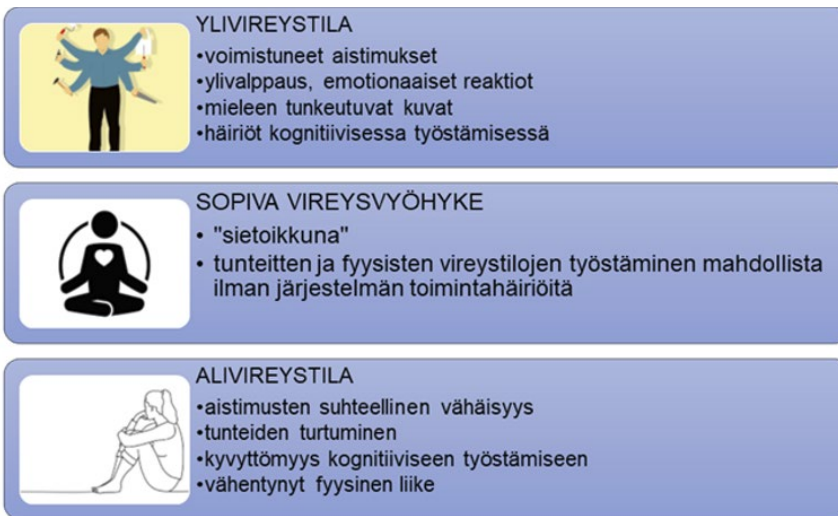 YLIVIREYSTILA
•voimistuneet aistimukset
•ylivalppaus, emotionaaiset reaktiot
•mieleen tunkeutuvat kuvat
•häiriöt kognitiivisessa työstämisessä
SOPIVA VIREYSVYÖHYKE
• "sietoikkuna"
• tunteitten ja fyysisten vireystilojen työstäminen mahdollista
ilman järjestelmän toimintahäiriöitä
ALIVIREYSTILA
•aistimusten suhteellinen vähäisyys
•tunteiden turtuminen
•kyvyttömyys kognitiiviseen työstämiseen
•vähentynyt fyysinen liike